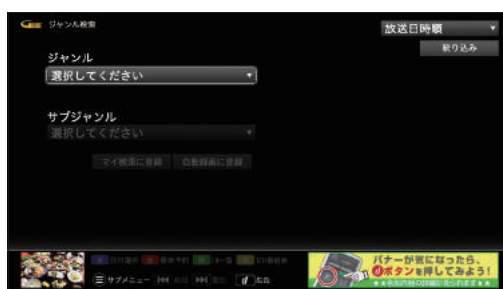 ジャンル検索
放送日時順
絞り込み
ジャンル
選択してください
サブジャンル
選択してください
マイ検索に登録
自動録画に登録
サブメニュー
d 広告
バナーが気になったら、
dボタンを押してみよう!